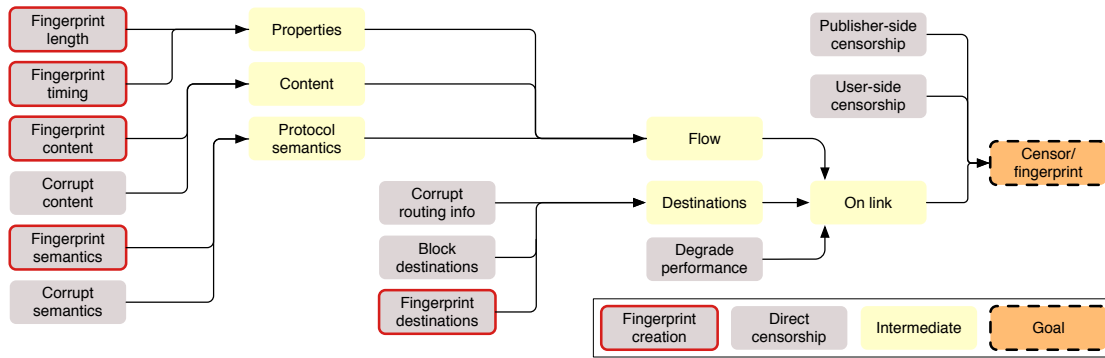 Fingerprint
length
Fingerprint
timing
Fingerprint
content
Corrupt
content
Fingerprint
semantics
Corrupt
semantics
Properties
Content
Protocol
semantics
Corrupt
routing info
Block
destinations
Fingerprint
destinations
Flow
Destinations
Degrade
performance
Publisher-side
censorship
User-side
censorship
On link
Censor/
fingerprint
Fingerprint
creation
Direct
censorship
Intermediate
Goal